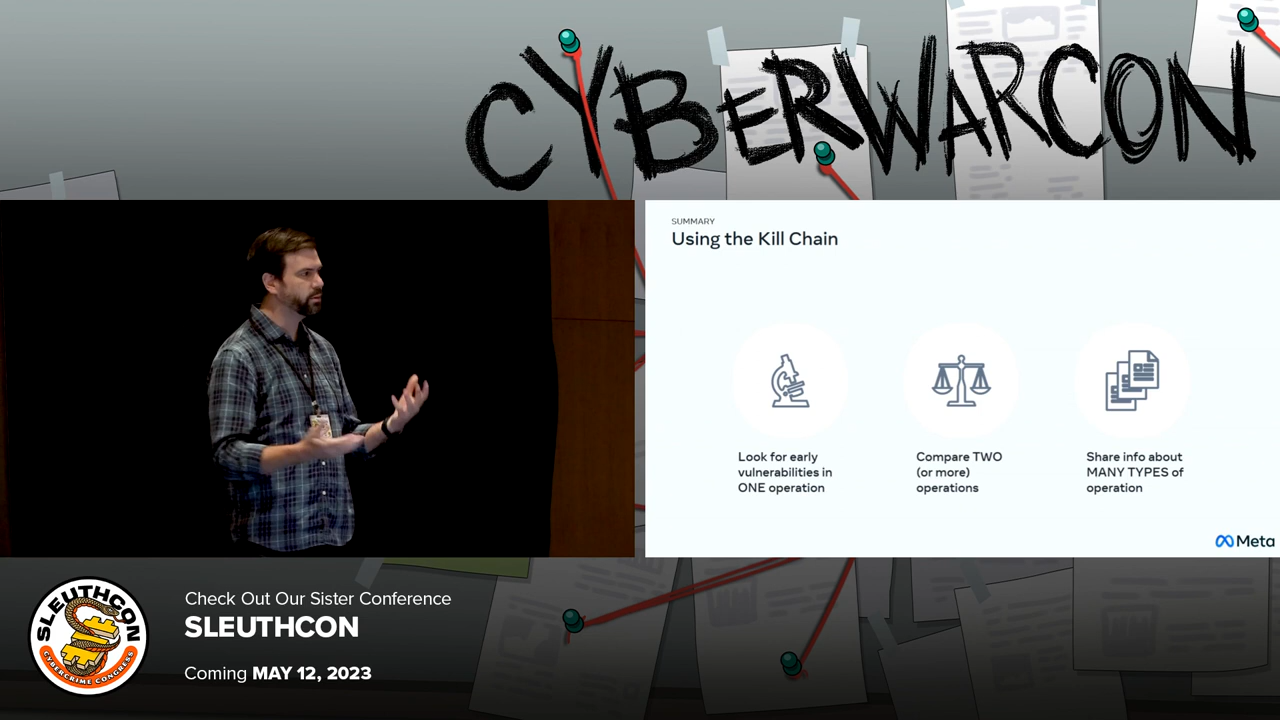 CYBERWARCON
SUMMARY
Using the Kill Chain
Look for early
vulnerabilities in
ONE operation
Compare TWO
(or more)
operations
Share info about
MANY TYPES of
operation
Meta
SLEUTHCON
CYBERCRIME CONGRESS
Check Out Our Sister Conference
SLEUTHCON
Coming MAY 12, 2023